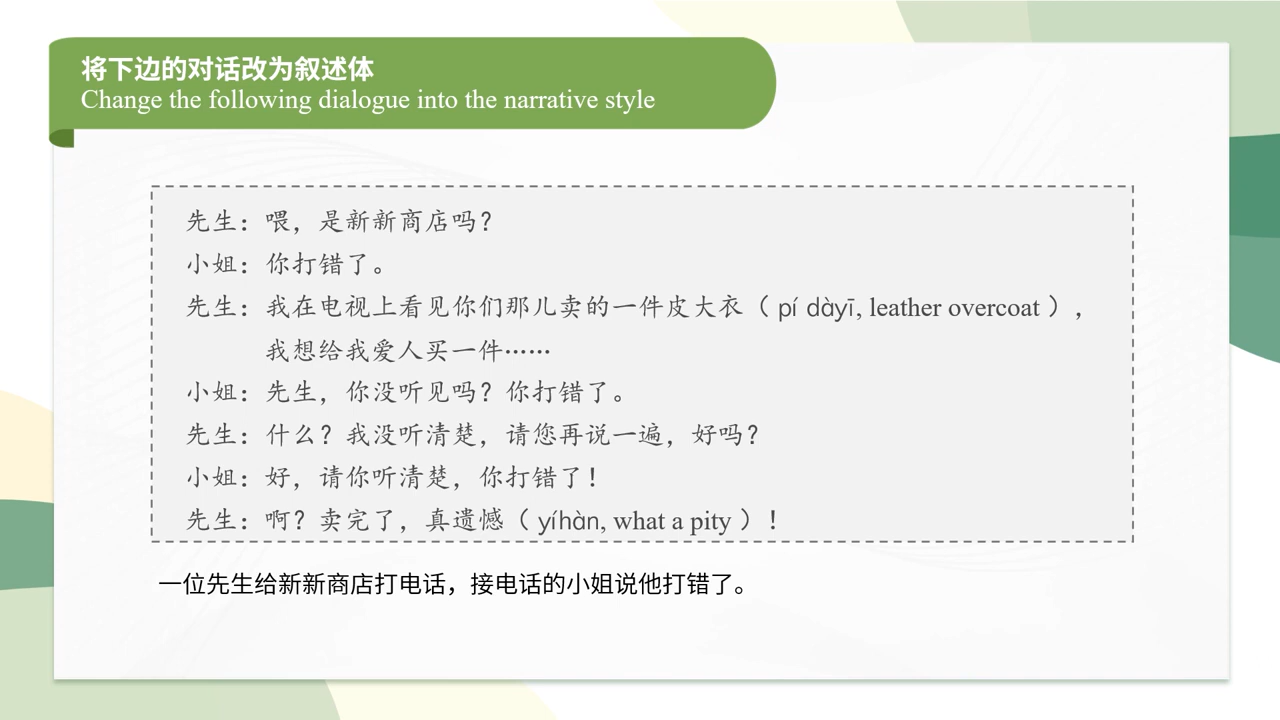 将下边的对话改为叙述体
Change the following dialogue into the narrative style
先生：喂，是新新商店吗？
小姐：你打错了。
先生：我在电视上看见你们那儿卖的一件皮大衣（ pí dàyī, leather overcoat ），
我想给我爱人买一件……
小姐：先生，你没听见吗？你打错了。
先生：什么？我没听清楚，请您再说一遍，好吗？
小姐：好，请你听清楚，你打错了！
先生：啊？卖完了，真遗憾（ yíhàn, what a pity ）！
一位先生给新新商店打电话，接电话的小姐说他打错了。